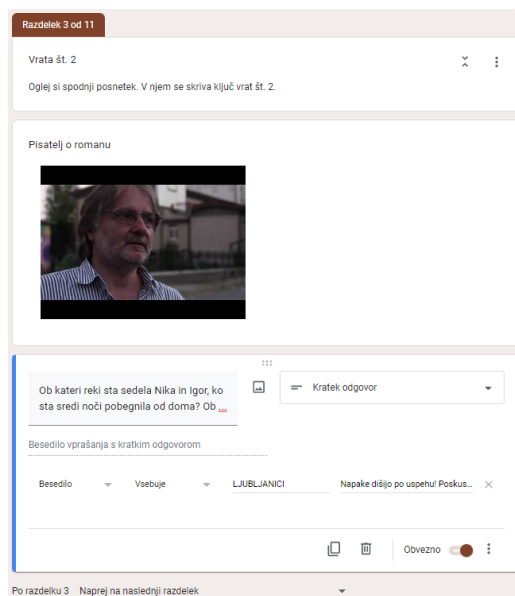 Razdelek 3 od 11
Vrata št. 2
Oglej si spodnji posnetek. V njem se skriva ključ vrat št. 2.
Pisatelj o romanu
Ob kateri reki sta sedela Nika in Igor, ko
sta sredi noči pobegnila od doma? Ob ...
Kratek odgovor
Besedilo vprašanja s kratkim odgovorom
Besedilo Vsebuje LJUBLJANICI Napake dišijo po uspehu! Poskus...
Obvezno
Po razdelku 3 Naprej na naslednji razdelek